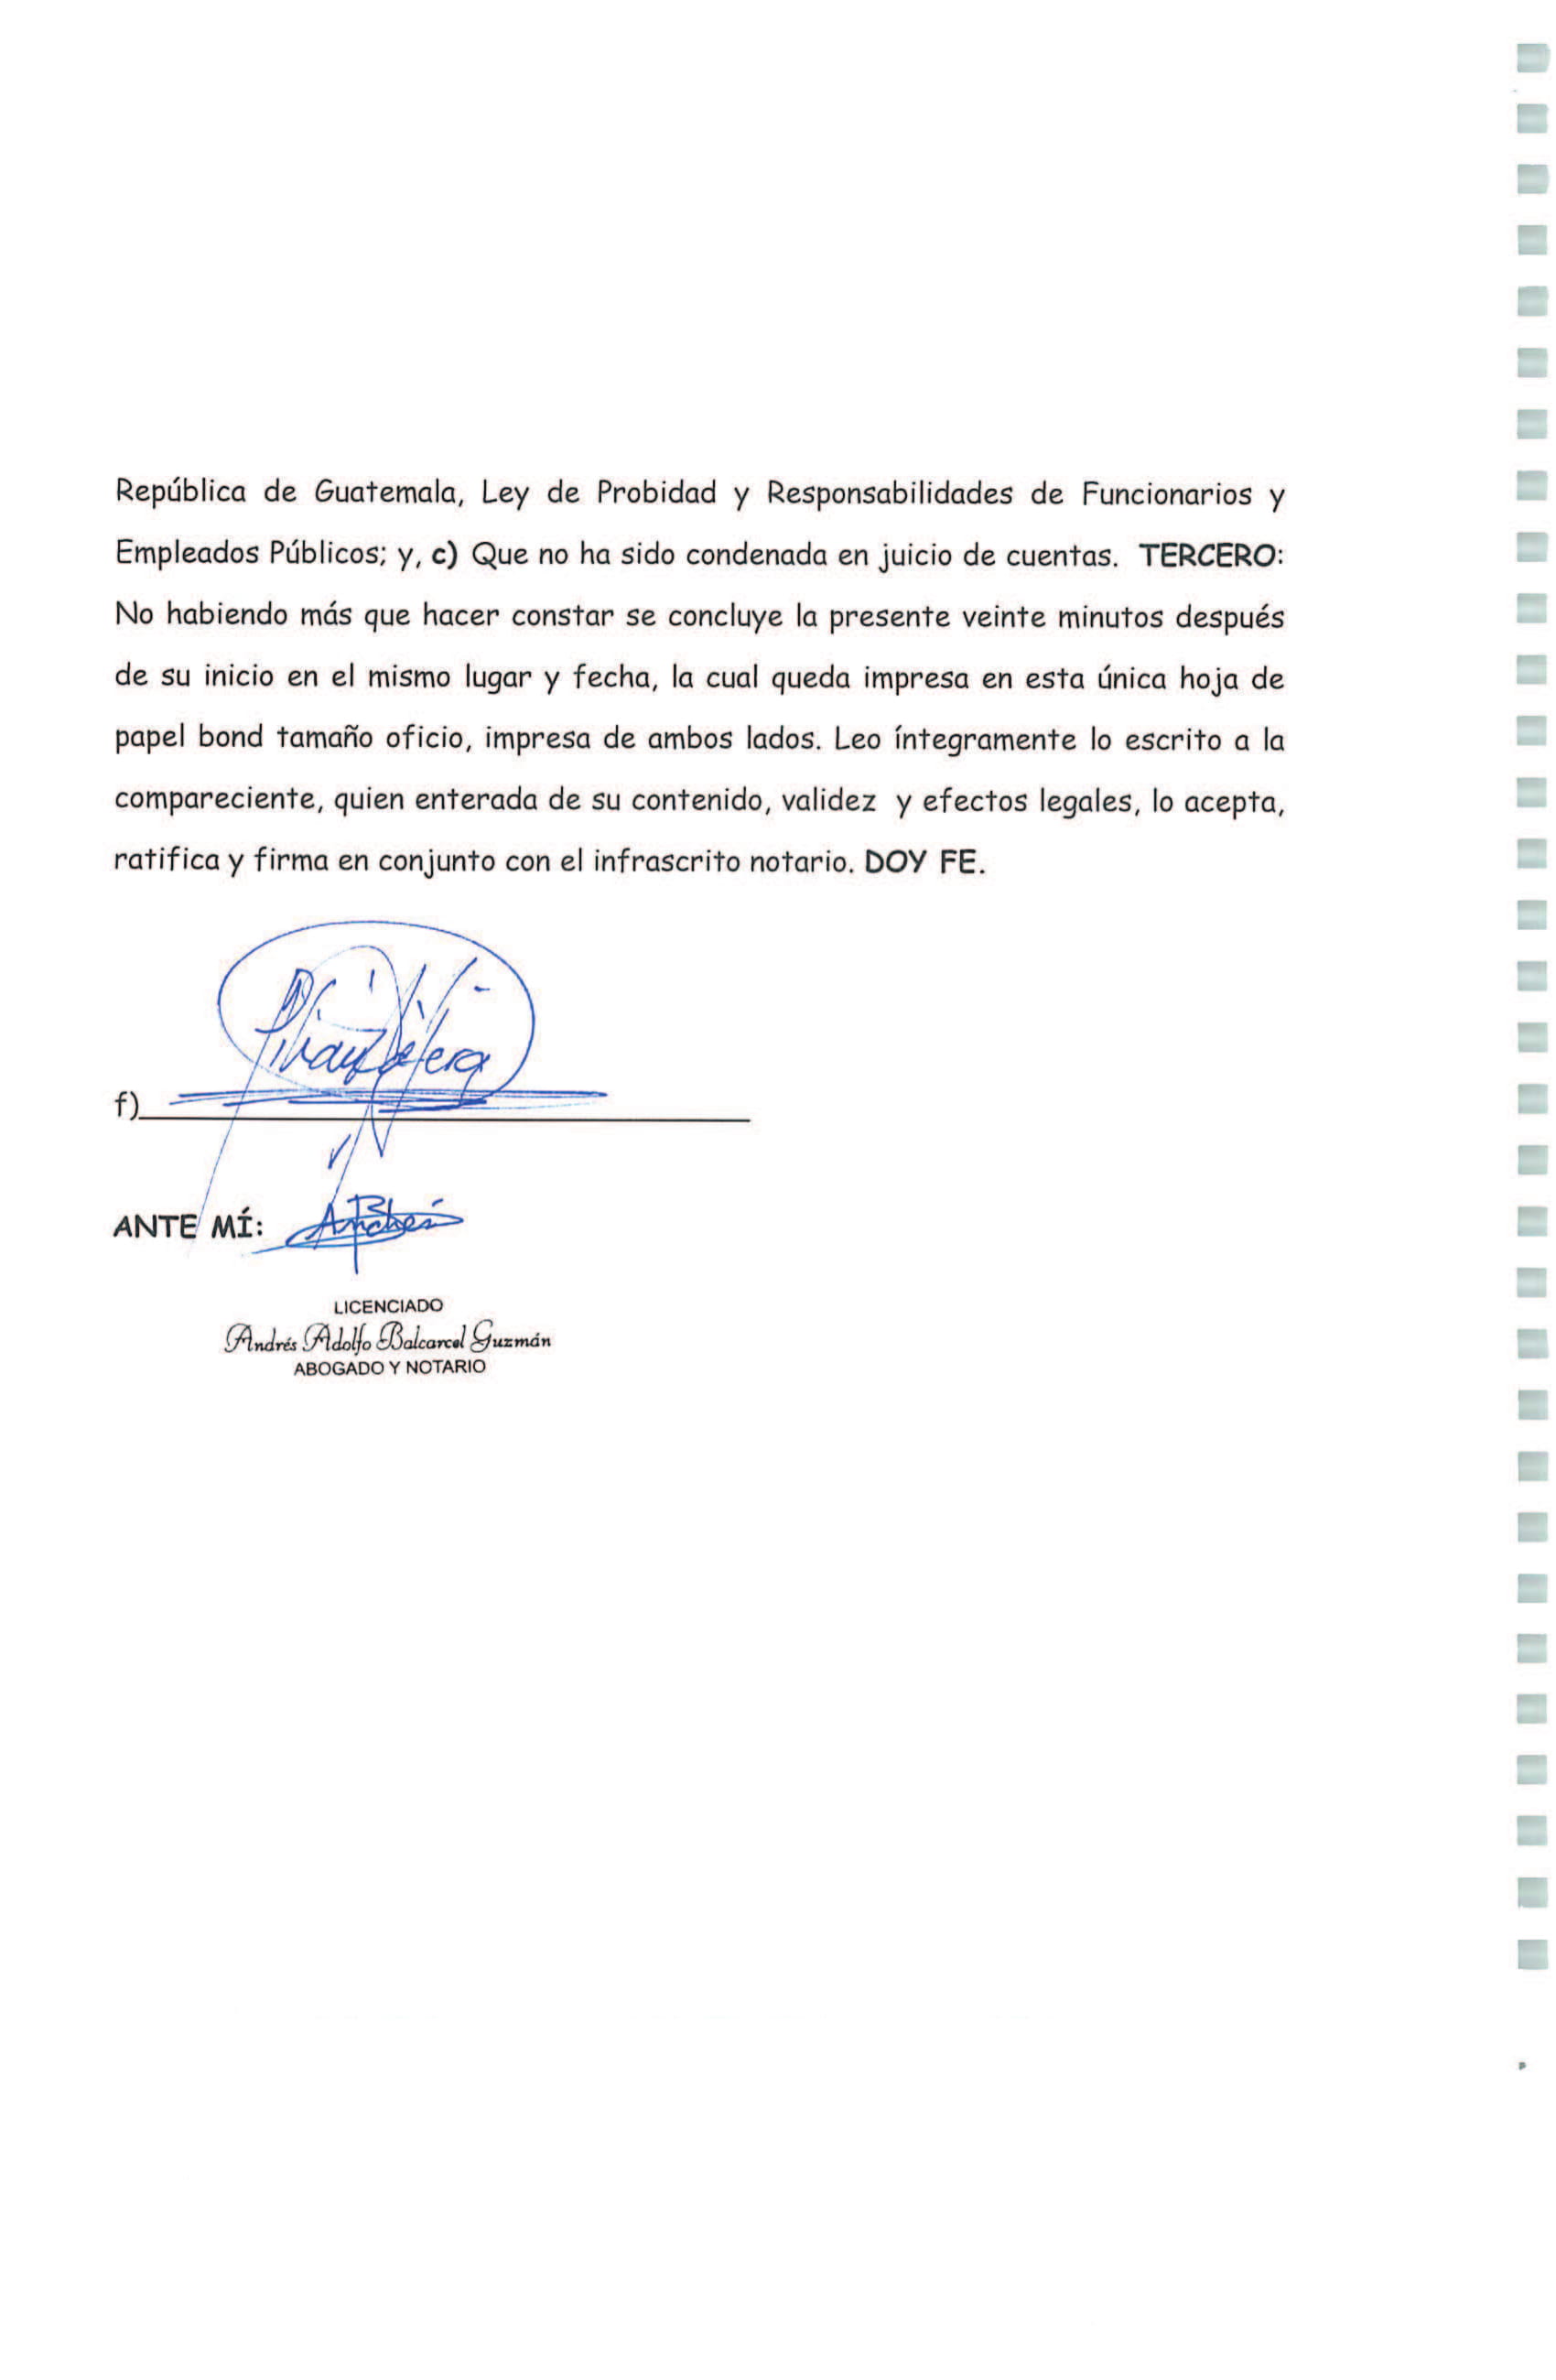 República de Guatemala, Ley de Probidad y Responsabilidades de Funcionarios y
Empleados Públicos; y, c) Que no ha sido condenada en juicio de cuentas. TERCERO:
No habiendo más que hacer constar se concluye la presente veinte minutos después
de su inicio en el mismo lugar y fecha, la cual queda impresa en esta única hoja de
papel bond tamaño oficio, impresa de ambos lados. Leo íntegramente lo escrito a la
compareciente, quien enterada de su contenido, validez y efectos legales, lo acepta,
ratifica y firma en conjunto con el infrascrito notario. DOY FE.
f)
ANTE MÍ:
LICENCIADO
Andrés Adolfo Balcarcel Guzmán
ABOGADO Y NOTARIO